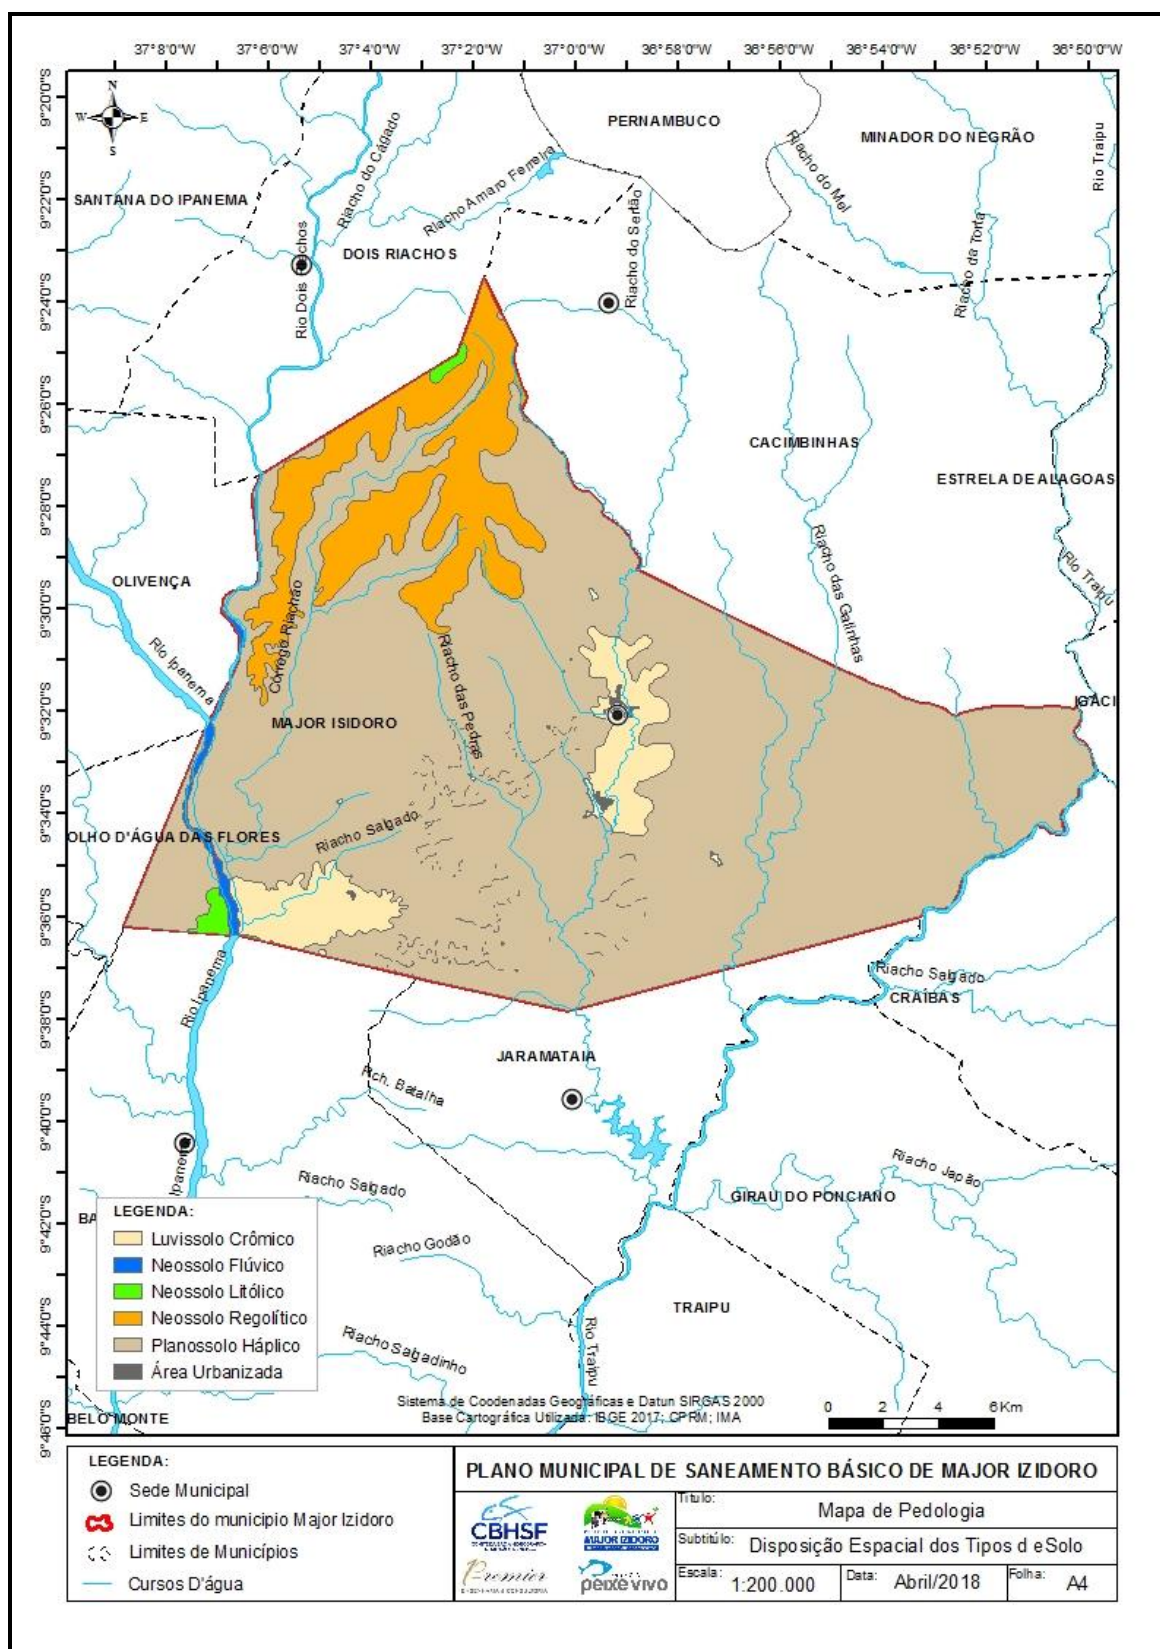 37°8'0"W 37°6'0"W 37°4'0"W 37°2'0"W 37°0'0"W 36°58'0"W 36°56'0"W 36°54'0"W 36°52'0"W 36°50'0"W
9°20'0"S
9°22'0"S
9°24'0"S
9°26'0"S
9°28'0"S
9°30'0"S
9°32'0"S
9°34'0"S
9°36'0"S
9°38'0"S
9°40'0"S
9°42'0"S
9°44'0"S
9°46'0"S
N
W E
S
PERNAMBUCO
MINADOR DO NEGRÃO
SANTANA DO IPANEMA
Riacho do Cágado
Riacho Amaro Ferreira
Riacho do Mel
Rio Traipu
DOIS RIACHOS
Rio Dois Riachos
Riacho do Sertão
Riacho da Torta
CACIMBINHAS
ESTRELA DE ALAGOAS
OLIVENÇA
Riacho das Galinhas
Rio Traipu
Rio Ipanema
Córrego Riachão
Riacho das Pedras
IGACI
MAJOR ISIDORO
OLHO D'ÁGUA DAS FLORES
Riacho Salgado
Rio Ipanema
Riacho Salgado
CRAÍBAS
JARAMATAIA
Rch. Batalha
Riacho Japão
Ipanem
Riacho Salgado
GIRAU DO PONCIANO
BA
Riacho Godão
TRAIPU
Riacho Salgadinho
Rio Traipu
BELO MONTE
LEGENDA:
Luvissolo Crômico
Neossolo Flúvico
Neossolo Litólico
Neossolo Regolítico
Planossolo Háplico
Área Urbanizada
Sistema de Coodenadas Geográficas e Datun SIRGAS 2000
Base Cartográfica Utilizada: IBGE 2017; CPRM; IMA
0 2 4 6 Km
LEGENDA:
Sede Municipal
Limites do municipio Major Izidoro
Limites de Municípios
Cursos D'água
PLANO MUNICIPAL DE SANEAMENTO BÁSICO DE MAJOR IZIDORO
CBHSF
MAJOR IZIDORO
Premier
peixe vivo
Título:
Mapa de Pedologia
Subtitúlo: Disposição Espacial dos Tipos d eSolo
Escala: 1:200.000
Data: Abril/2018
Folha: A4